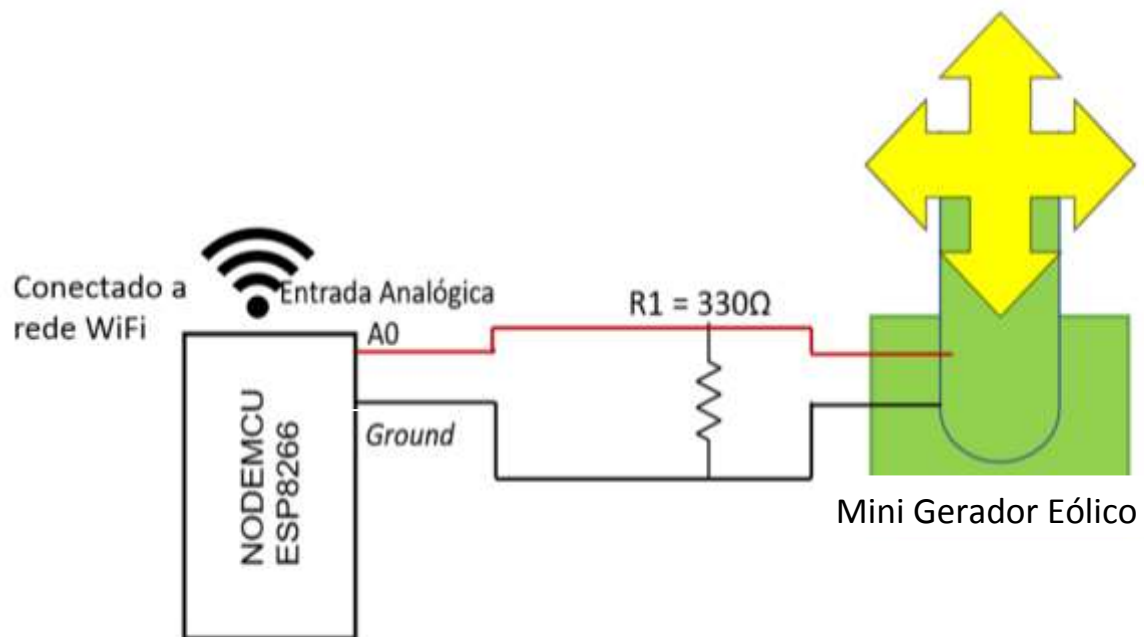 Conectado a
rede WiFi
Entrada Analógica
A0
Ground
NODEMCU
ESP8266
R1 = 330Ω
Mini Gerador Eólico